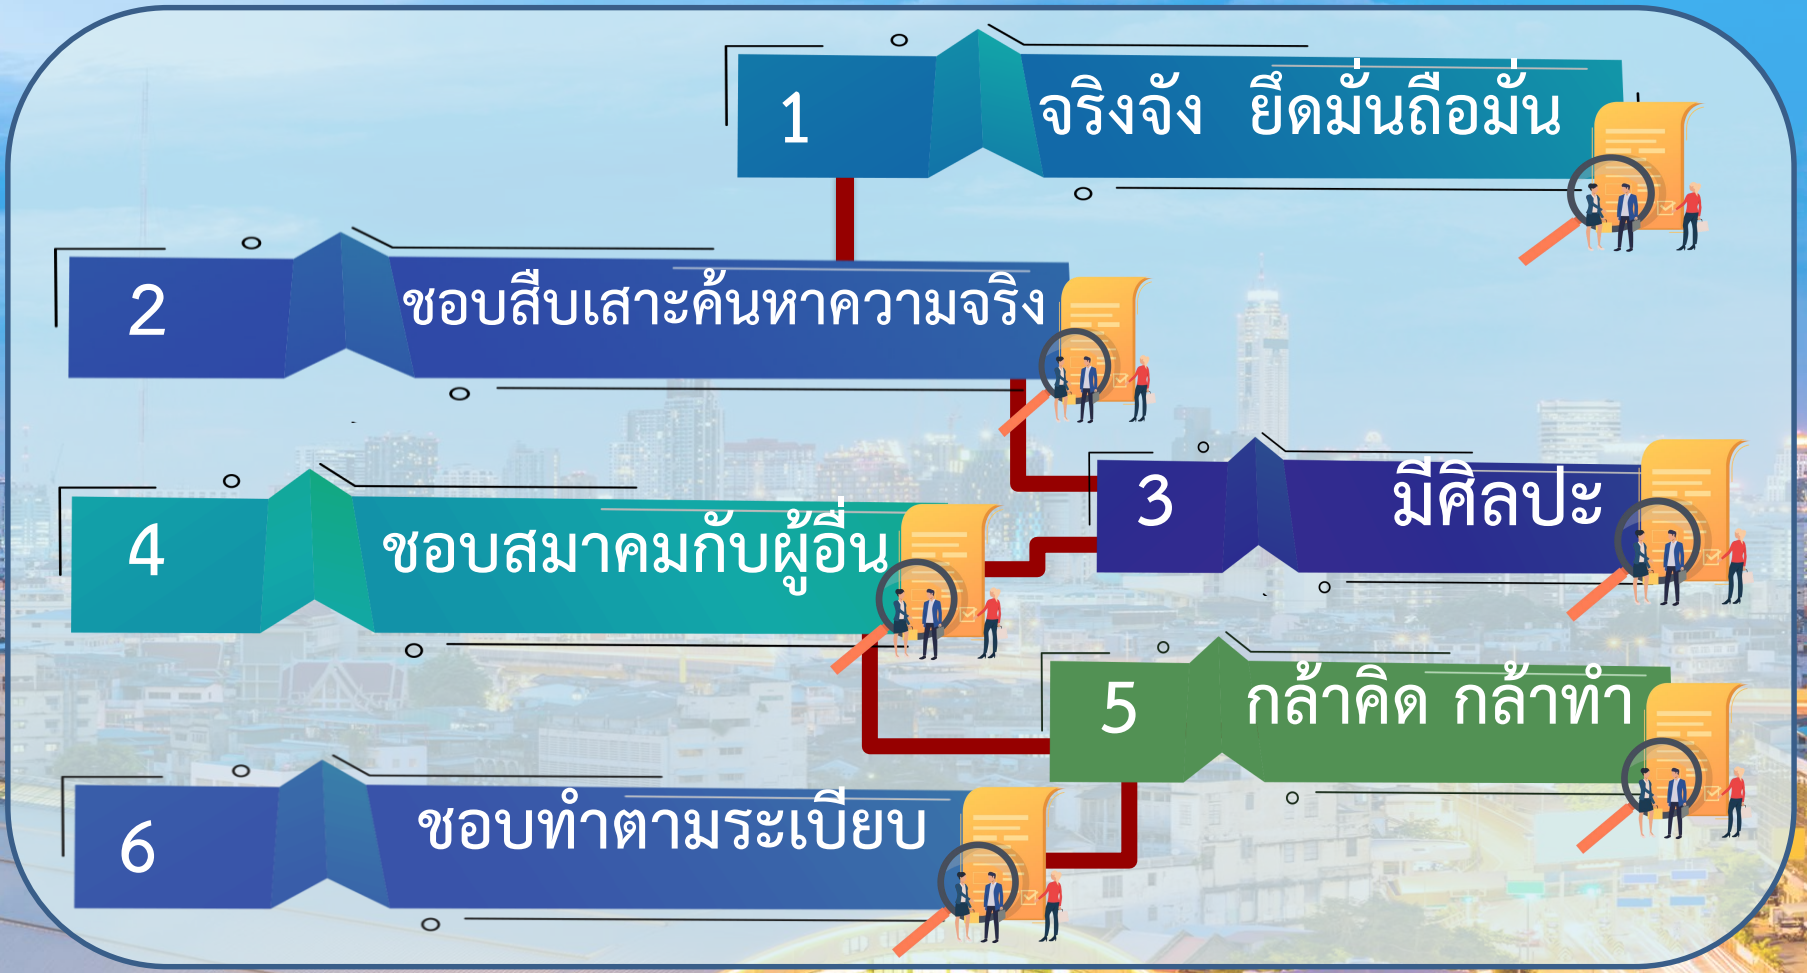 1 จริงจัง ยึดมั่นถือมั่น
2 ชอบสืบเสาะค้นหาความจริง
3 มีศิลปะ
4 ชอบสมาคมกับผู้อื่น
5 กล้าคิด กล้าทำ
6 ชอบทำตามระเบียบ